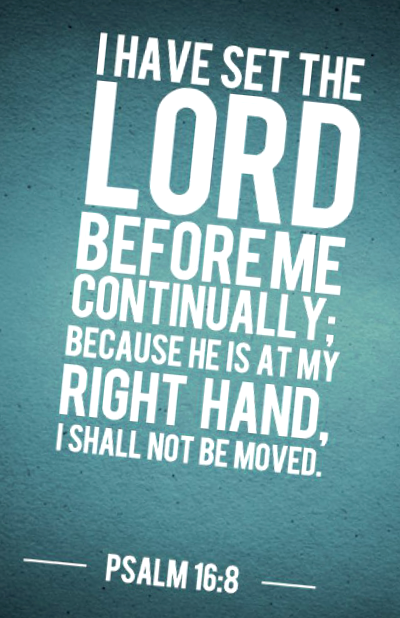 I HAVE SET THE
LORD
BEFORE ME
CONTINUALLY;
BECAUSE HE IS AT MY
RIGHT HAND,
I SHALL NOT BE MOVED.
PSALM 16:8